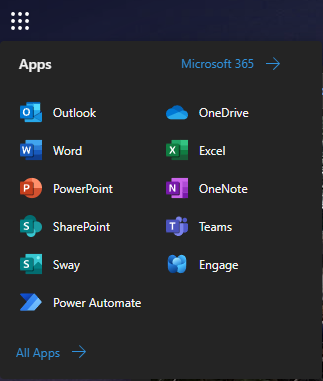 Apps Microsoft 365
Outlook OneDrive
Word Excel
PowerPoint OneNote
SharePoint Teams
Sway Engage
Power Automate
All Apps